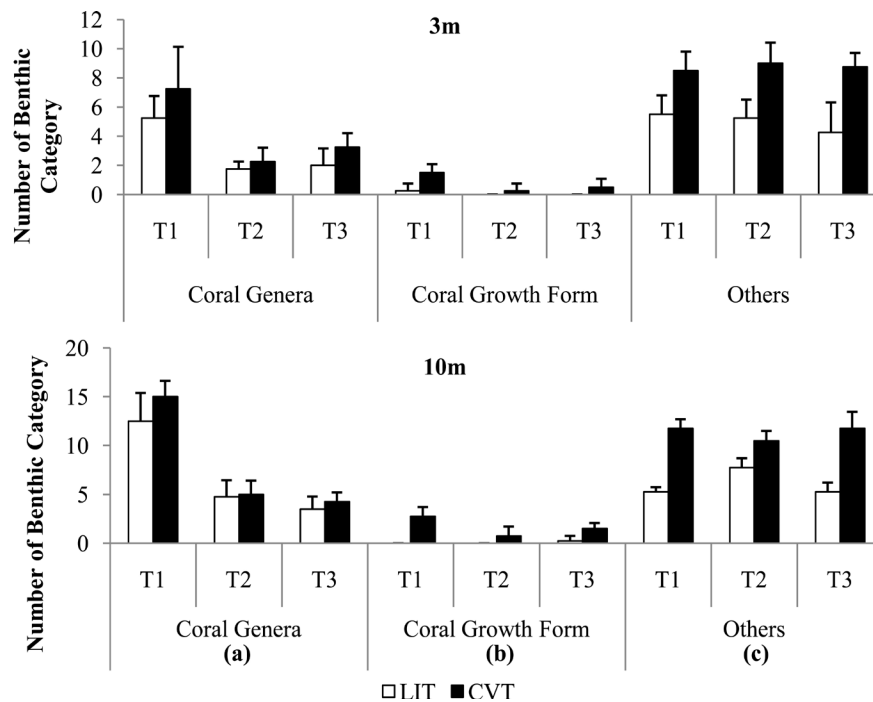 3m
Number of Benthic
Category
12
10
8
6
4
2
0
T1 T2 T3 T1 T2 T3 T1 T2 T3
Coral Genera Coral Growth Form Others
10m
Number of Benthic Category
20
15
10
5
0
T1 T2 T3 T1 T2 T3 T1 T2 T3
Coral Genera Coral Growth Form Others
(a) (b) (c)
LIT CVT